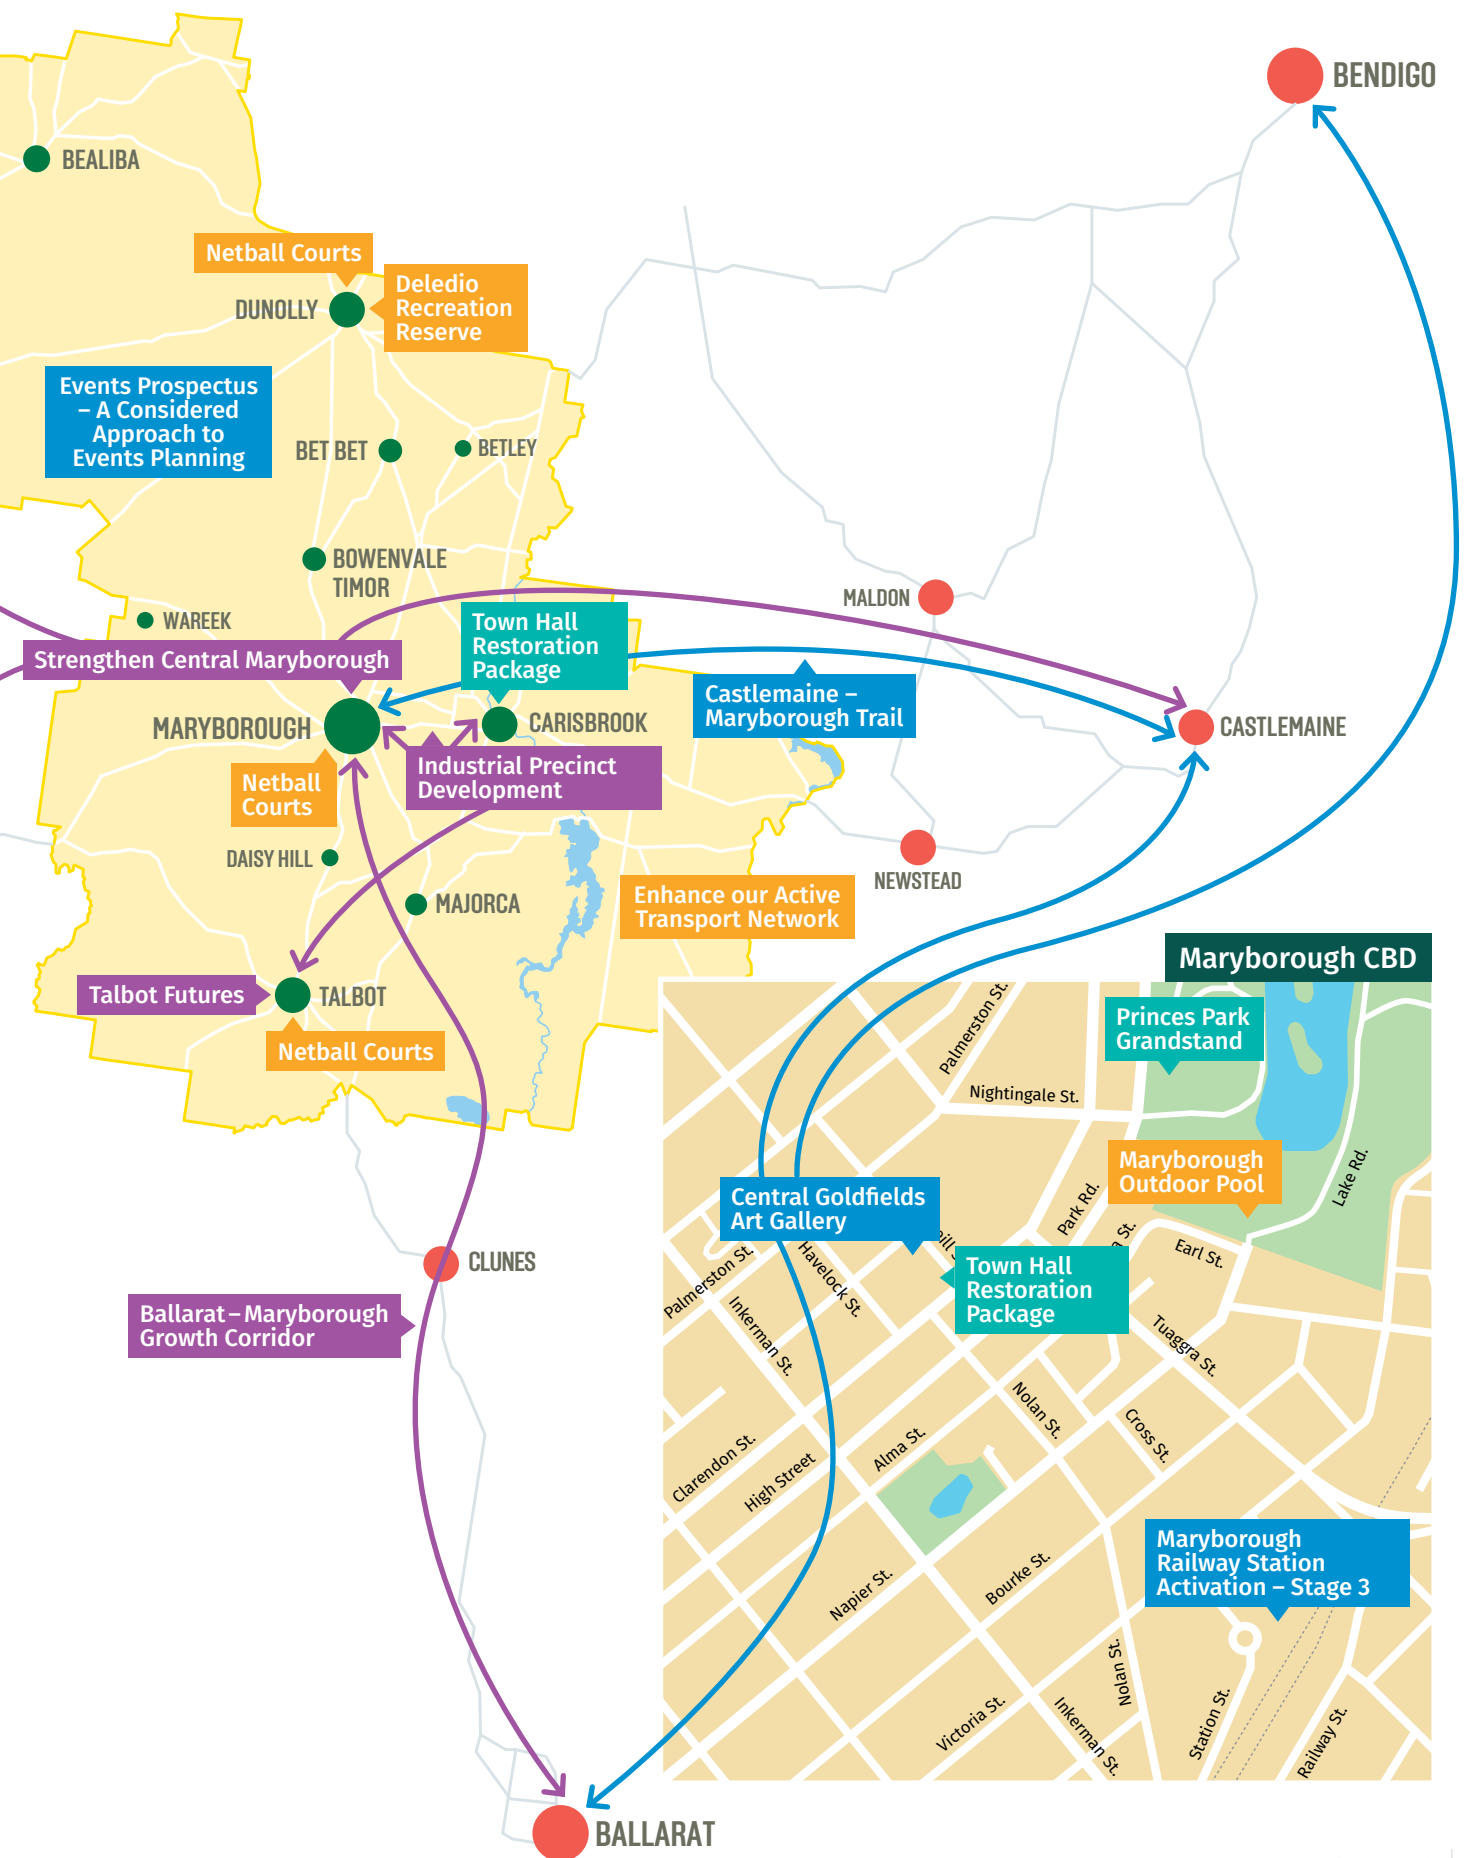 BENDIGO
BEALIBA
Netball Courts
Deledio
Recreation
Reserve
DUNOLLY
Events Prospectus
– A Considered
Approach to
Events Planning
BET BET
BETLEY
BOWENVALE
TIMOR
MALDON
WAREEK
Town Hall
Restoration
Package
Strengthen Central Maryborough
Castlemaine –
Maryborough Trail
MARYBOROUGH
CARISBROOK
CASTLEMAINE
Industrial Precinct
Development
Netball
Courts
DAISY HILL
NEWSTEAD
MAJORCA
Enhance our Active
Transport Network
Talbot Futures
TALBOT
Netball Courts
CLUNES
Ballarat – Maryborough
Growth Corridor
BALLARAT
Maryborough CBD
Princes Park
Grandstand
Palmerston St.
Nightingale St.
Maryborough
Outdoor Pool
Lake Rd.
Park Rd.
Central Goldfields
Art Gallery
Earl St.
Palmerston St.
Havelock St.
Town Hall
Restoration
Package
Inkerman St.
Tuaggra St.
Nolan St.
Cross St.
Clarendon St.
High Street
Alma St.
Maryborough
Railway Station
Activation – Stage 3
Napier St.
Bourke St.
Nolan St.
Victoria St.
Inkerman St.
Station St.
Railway St.